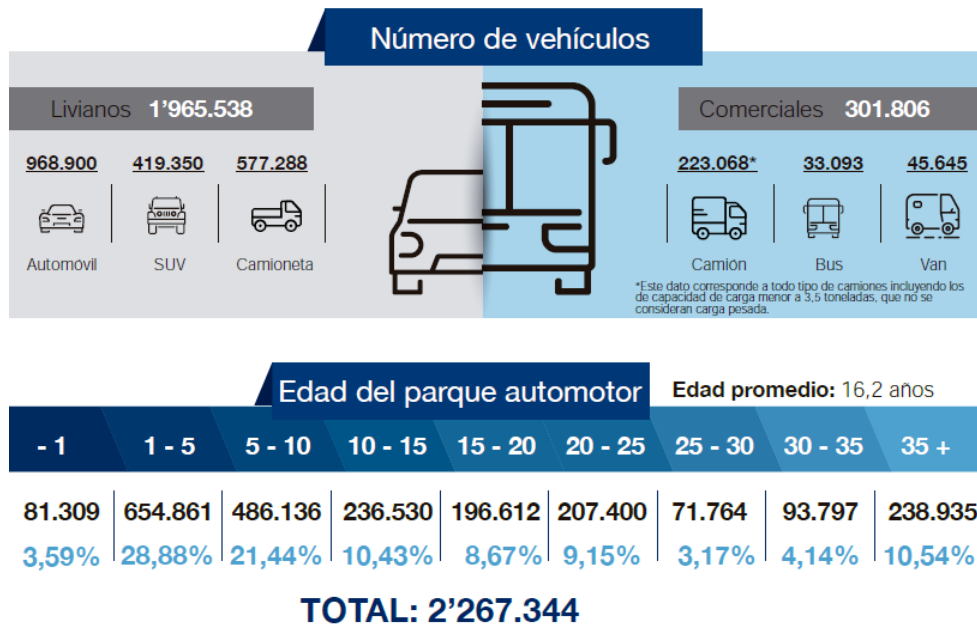 Número de vehículos
Livianos 1’965.538
968.900 419.350 577.288
Automóvil SUV Camioneta
Comerciales 301.806
223.068* 33.093 45.645
Camión Bus Van
*Este dato corresponde a todo tipo de camiones incluyendo los
de capacidad de carga menor a 3,5 toneladas, que no se
consideran carga pesada.
Edad del parque automotor
Edad promedio: 16,2 años
- 1 1 - 5 5 - 10 10 - 15 15 - 20 20 - 25 25 - 30 30 - 35 35 +
81.309 654.861 486.136 236.530 196.612 207.400 71.764 93.797 238.935
3,59% 28,88% 21,44% 10,43% 8,67% 9,15% 3,17% 4,14% 10,54%
TOTAL: 2’267.344